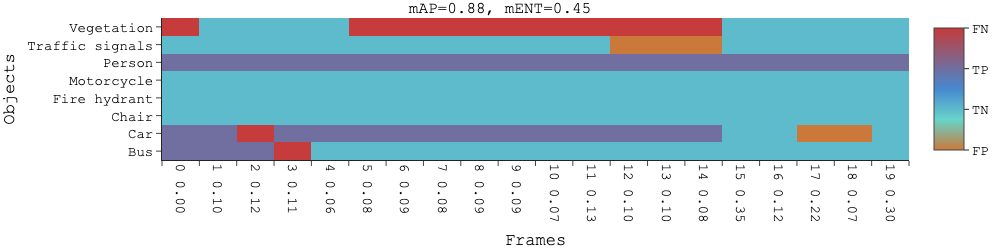 mAP=0.88, mENT=0.45
Objects
Vegetation
Traffic signals
Person
Motorcycle
Fire hydrant
Chair
Car
Bus
0 0.00
1 0.10
2 0.12
3 0.11
4 0.06
5 0.08
6 0.09
7 0.08
8 0.09
9 0.09
10 0.07
11 0.13
12 0.10
13 0.10
14 0.08
15 0.35
16 0.12
17 0.22
18 0.07
19 0.30
Frames
FN
TP
TN
FP